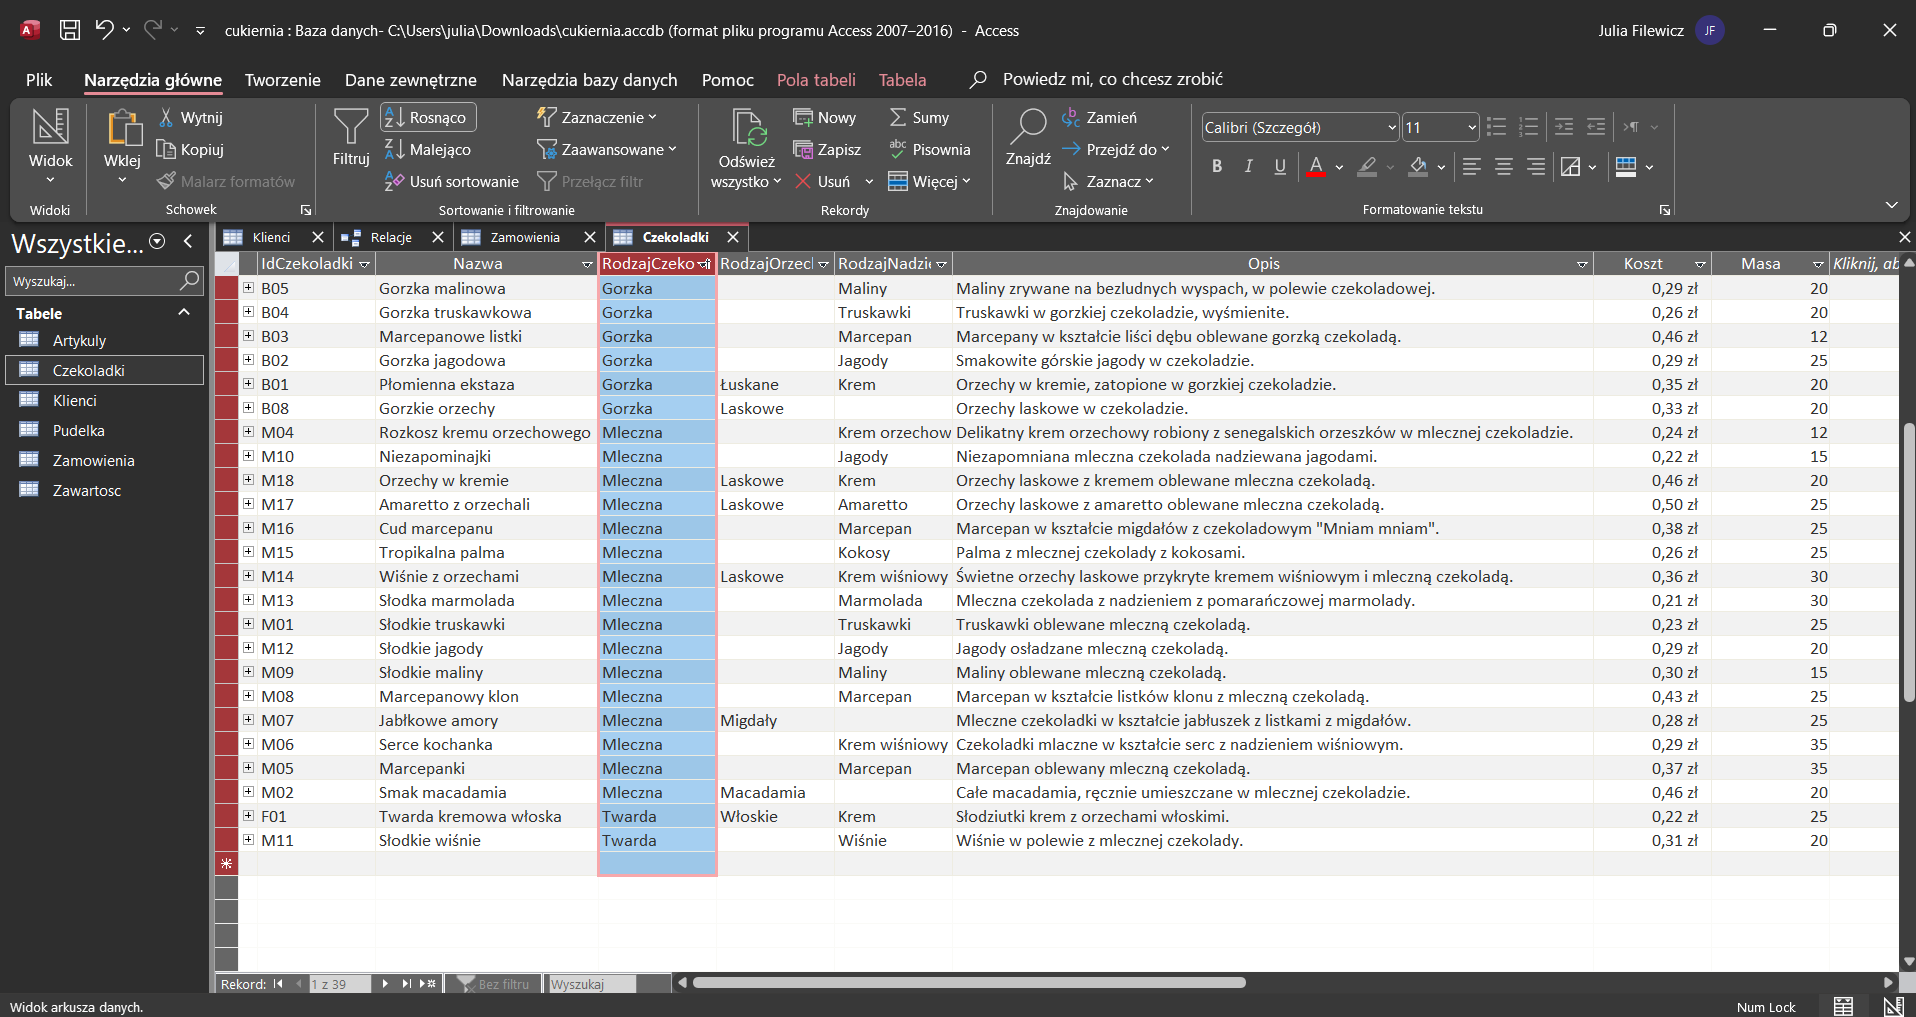 cukiernia : Baza danych- C:\Users\julia\Downloads\cukiernia.accdb (format pliku programu Access 2007–2016) - Access
Julia Filewicz JF
Plik Narzędzia główne Tworzenie Dane zewnętrzne Narzędzia bazy danych Pomoc Pola tabeli Tabela Powiedz mi, co chcesz zrobić
Widok
Widoki
Wklej
Wytnij
Kopiuj
Malarz formatów
Schowek
Filtruj
Rosnąco
Malejąco
Usuń sortowanie
Zaznaczenie
Zaawansowane
Przełącz filtr
Sortowanie i filtrowanie
Odśwież
wszystko
Nowy
Zapisz
Usuń
Sumy
Pisownia
Więcej
Rekordy
Znajdź
Zamień
Przejdź do
Zaznacz
Znajdowanie
Calibri (Szczegół) 11
B I U A
Formatowanie tekstu
Wszystkie...
Wyszukaj...
Tabele
Artykuly
Czekoladki
Klienci
Pudelka
Zamowienia
Zawartosc
Klienci Relacje Zamowienia Czekoladki
IdCzekoladki Nazwa RodzajCzeko RodzajOrzecl RodzajNadzie Opis Koszt Masa Kliknij, ab
B05 Gorzka malinowa Gorzka Maliny Maliny zrywane na bezludnych wyspach, w polewie czekoladowej. 0,29 zł 20
B04 Gorzka truskawkowa Gorzka Truskawki Truskawki w gorzkiej czekoladzie, wyśmienite. 0,26 zł 20
B03 Marcepanowe listki Gorzka Marcepan Marcepany w kształcie liści dębu oblewane gorzką czekoladą. 0,46 zł 12
B02 Gorzka jagodowa Gorzka Jagody Smakowite górskie jagody w czekoladzie. 0,29 zł 25
B01 Płomienna ekstaza Gorzka Łuskane Krem Orzechy w kremie, zatopione w gorzkiej czekoladzie. 0,35 zł 20
B08 Gorzkie orzechy Gorzka Laskowe Orzechy laskowe w czekoladzie. 0,33 zł 20
M04 Rozkosz kremu orzechowego Mleczna Krem orzechow Delikatny krem orzechowy robiony z senegalskich orzeszków w mlecznej czekoladzie. 0,24 zł 12
M10 Niezapominajki Mleczna Jagody Niezapomniana mleczna czekolada nadziewana jagodami. 0,22 zł 15
M18 Orzechy w kremie Mleczna Laskowe Krem Orzechy laskowe z kremem oblewane mleczna czekoladą. 0,46 zł 20
M17 Amaretto z orzechali Mleczna Laskowe Amaretto Orzechy laskowe z amaretto oblewane mleczna czekoladą. 0,50 zł 25
M16 Cud marcepanu Mleczna Marcepan Marcepan w kształcie migdałów z czekoladowym "Mniam mniam". 0,38 zł 25
M15 Tropikalna palma Mleczna Kokosy Palma z mlecznej czekolady z kokosami. 0,26 zł 25
M14 Wiśnie z orzechami Mleczna Laskowe Krem wiśniowy Świetne orzechy laskowe przykryte kremem wiśniowym i mleczną czekoladą. 0,36 zł 30
M13 Słodka marmolada Mleczna Marmolada Mleczna czekolada z nadzieniem z pomarańczowej marmolady. 0,21 zł 30
M01 Słodkie truskawki Mleczna Truskawki Truskawki oblewane mleczną czekoladą. 0,23 zł 25
M12 Słodkie jagody Mleczna Jagody Jagody osładzane mleczną czekoladą. 0,29 zł 20
M09 Słodkie maliny Mleczna Maliny Maliny oblewane mleczną czekoladą. 0,30 zł 15
M08 Marcepanowy klon Mleczna Marcepan Marcepan w kształcie listków klonu z mleczną czekoladą. 0,43 zł 25
M07 Jabłkowe amory Mleczna Migdały Mleczne czekoladki w kształcie jabłuszek z listkami z migdałów. 0,28 zł 25
M06 Serce kochanka Mleczna Krem wiśniowy Czekoladki mlaczne w kształcie serc z nadzieniem wiśniowym. 0,29 zł 35
M05 Marcepanki Mleczna Marcepan Marcepan oblewany mleczną czekoladą. 0,37 zł 35
M02 Smak macadamia Mleczna Macadamia Całe macadamia, ręcznie umieszczane w mlecznej czekoladzie. 0,46 zł 20
F01 Twarda kremowa włoska Twarda Włoskie Krem Słodziutki krem z orzechami włoskimi. 0,22 zł 25
M11 Słodkie wiśnie Twarda Wiśnie Wiśnie w polewie z mlecznej czekolady. 0,31 zł 20
Rekord: 1 z 39 Bez filtru Wyszukaj
Widok arkusza danych.
Num Lock